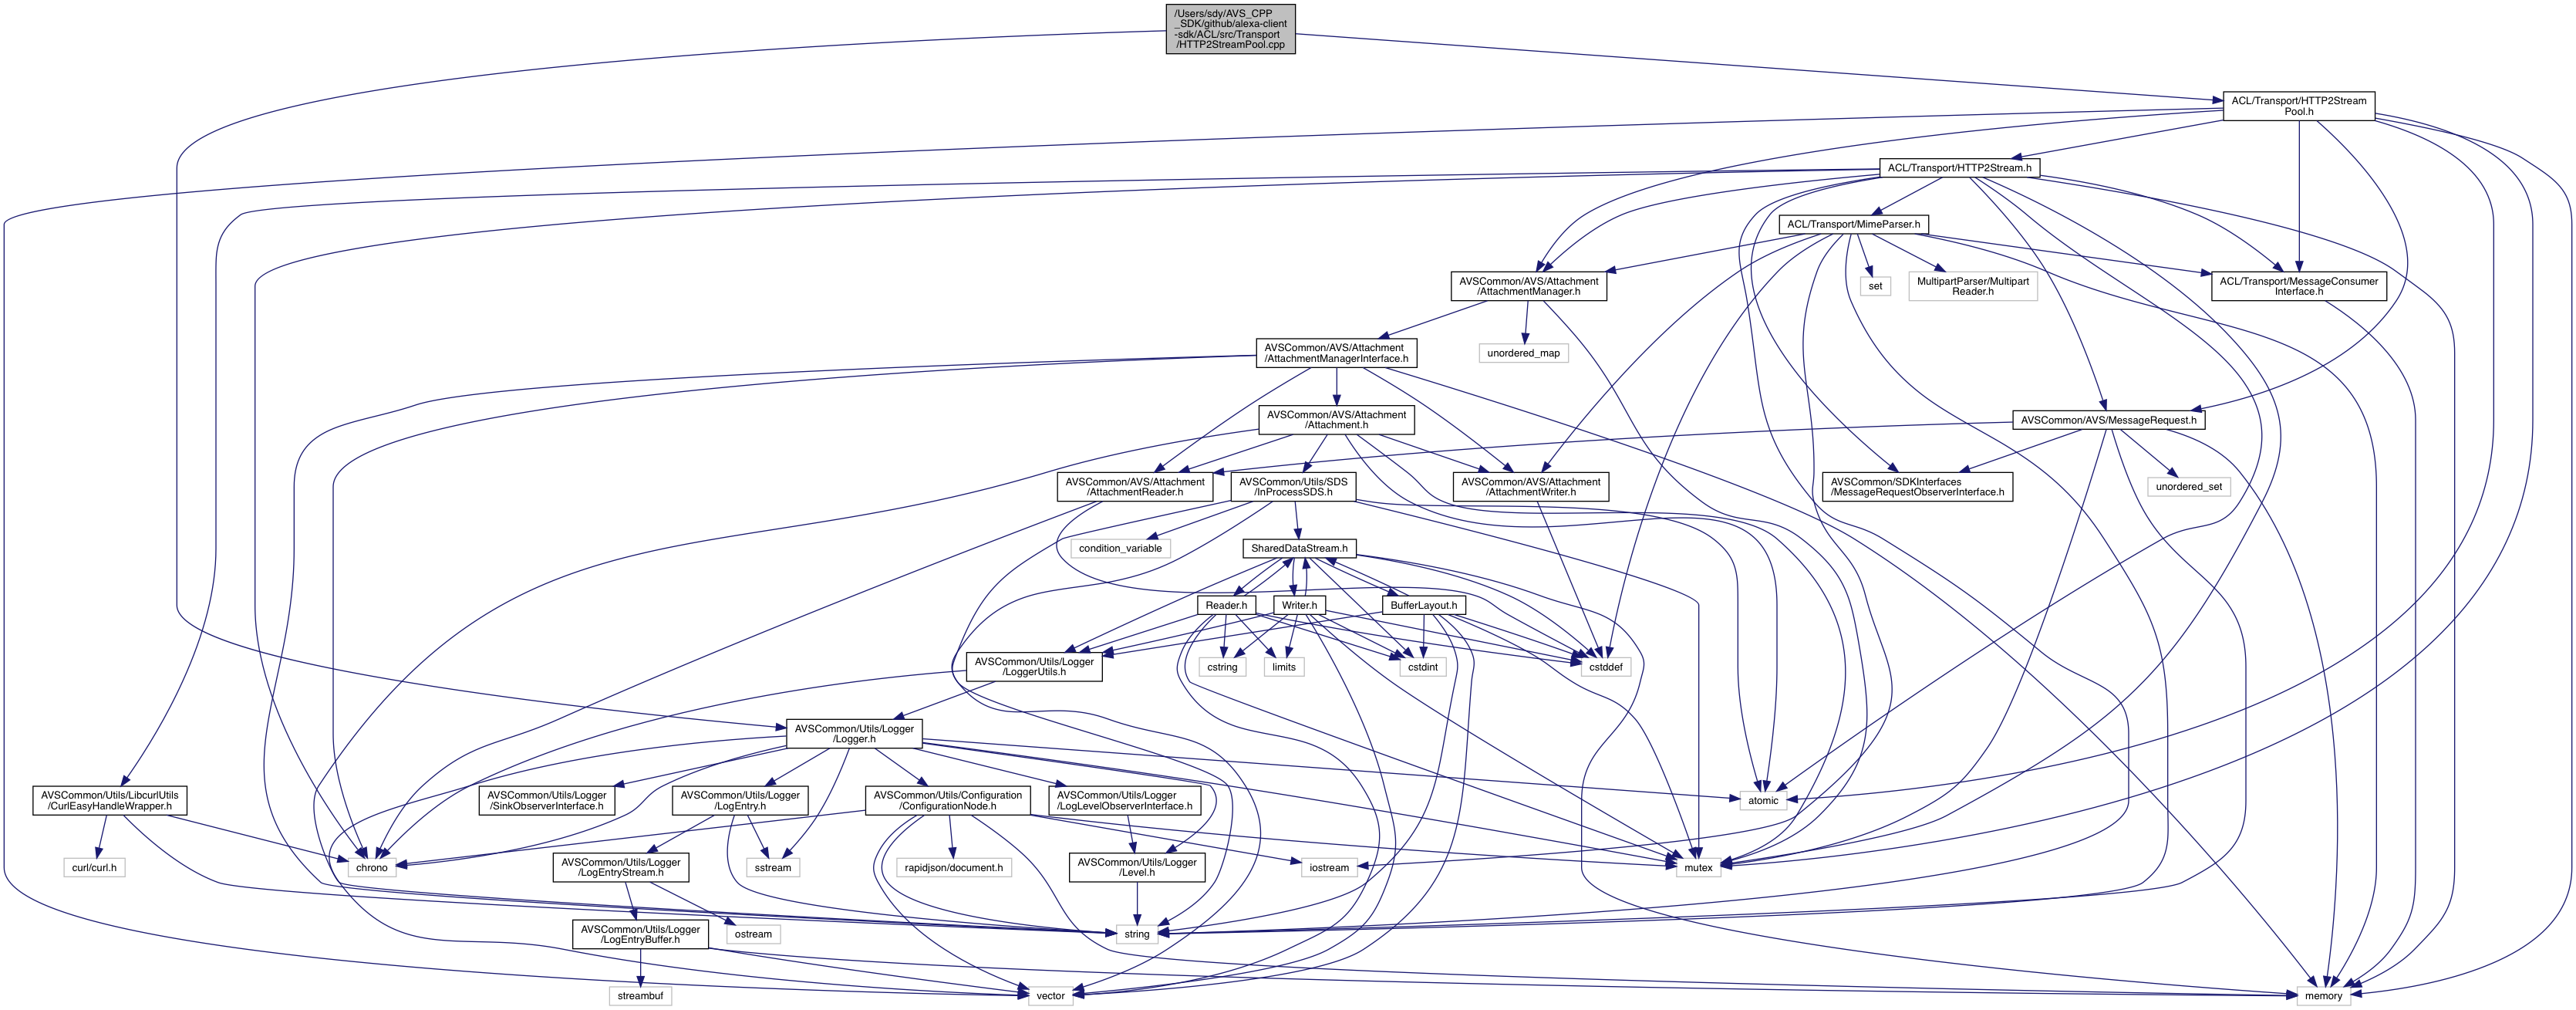 /Users/sdy/AVS_CPP
_SDK/github/alexa-client
-sdk/ACL/src/Transport
/HTTP2StreamPool.cpp
ACL/Transport/HTTP2Stream
Pool.h
ACL/Transport/HTTP2Stream.h
ACL/Transport/MimeParser.h
AVSCommon/AVS/Attachment
/AttachmentManager.h
set
MultipartParser/Multipart
Reader.h
ACL/Transport/MessageConsumer
Interface.h
AVSCommon/AVS/Attachment
/AttachmentManagerInterface.h
unordered_map
AVSCommon/AVS/Attachment
/Attachment.h
AVSCommon/AVS/MessageRequest.h
AVSCommon/AVS/Attachment
/AttachmentReader.h
AVSCommon/Utils/SDS
/InProcessSDS.h
AVSCommon/AVS/Attachment
/AttachmentWriter.h
AVSCommon/SDKInterfaces
/MessageRequestObserverInterface.h
unordered_set
condition_variable
SharedDataStream.h
Reader.h
Writer.h
BufferLayout.h
AVSCommon/Utils/Logger
/LoggerUtils.h
cstring
limits
cstdint
cstddef
AVSCommon/Utils/Logger
/Logger.h
AVSCommon/Utils/LibcurlUtils
/CurlEasyHandleWrapper.h
AVSCommon/Utils/Logger
/SinkObserverInterface.h
AVSCommon/Utils/Logger
/LogEntry.h
AVSCommon/Utils/Configuration
/ConfigurationNode.h
AVSCommon/Utils/Logger
/LogLevelObserverInterface.h
atomic
curl/curl.h
chrono
AVSCommon/Utils/Logger
/LogEntryStream.h
sstream
rapidjson/document.h
AVSCommon/Utils/Logger
/Level.h
iostream
mutex
AVSCommon/Utils/Logger
/LogEntryBuffer.h
ostream
string
streambuf
vector
memory